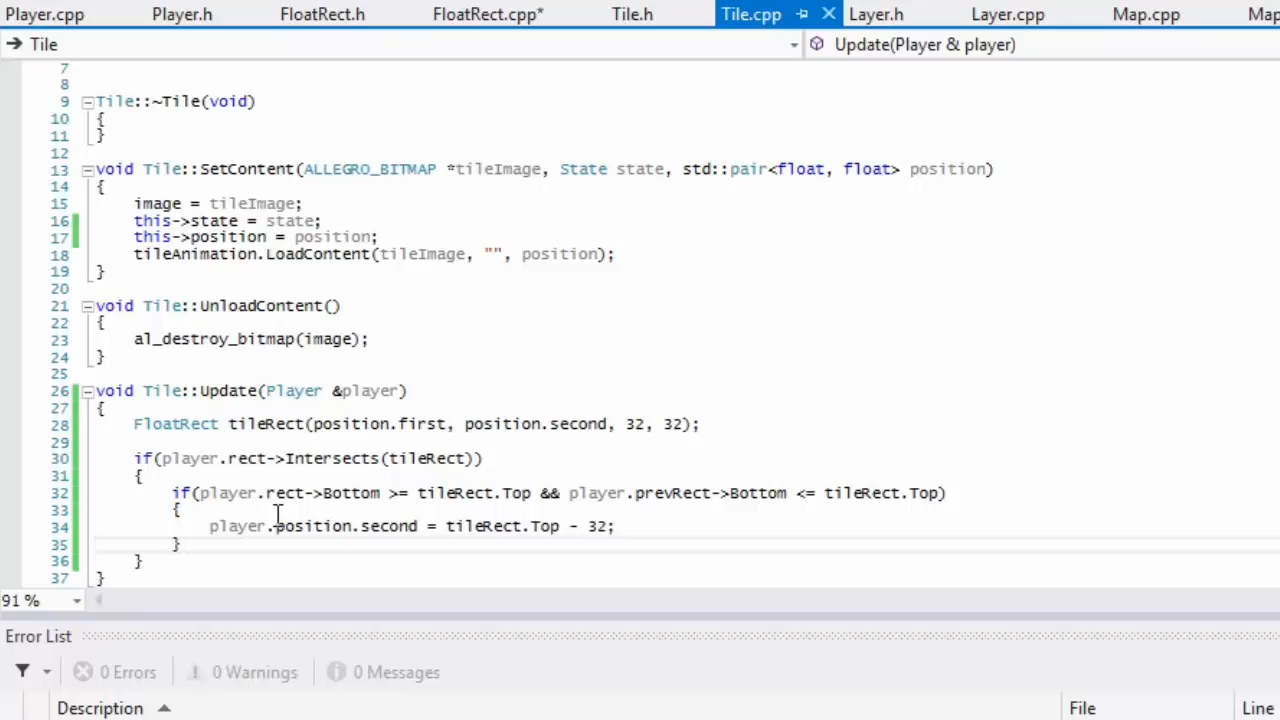 Player.cpp Player.h FloatRect.h FloatRect.cpp* Tile.h Tile.cpp Layer.h Layer.cpp Map.cpp Map
Tile Update(Player & player)
7
8
9 Tile::~Tile(void)
10 {
11 }
12
13 void Tile::SetContent(ALLEGRO_BITMAP *tileImage, State state, std::pair<float, float> position)
14 {
15 image = tileImage;
16 this->state = state;
17 this->position = position;
18 tileAnimation.LoadContent(tileImage, "", position);
19 }
20
21 void Tile::UnloadContent()
22 {
23 al_destroy_bitmap(image);
24 }
25
26 void Tile::Update(Player &player)
27 {
28 FloatRect tileRect(position.first, position.second, 32, 32);
29
30 if(player.rect->Intersects(tileRect))
31 {
32 if(player.rect->Bottom >= tileRect.Top && player.prevRect->Bottom <= tileRect.Top)
33 {
34 player.position.second = tileRect.Top - 32;
35 }
36 }
37 }
91 %
Error List
0 Errors 0 Warnings 0 Messages
Description File Line